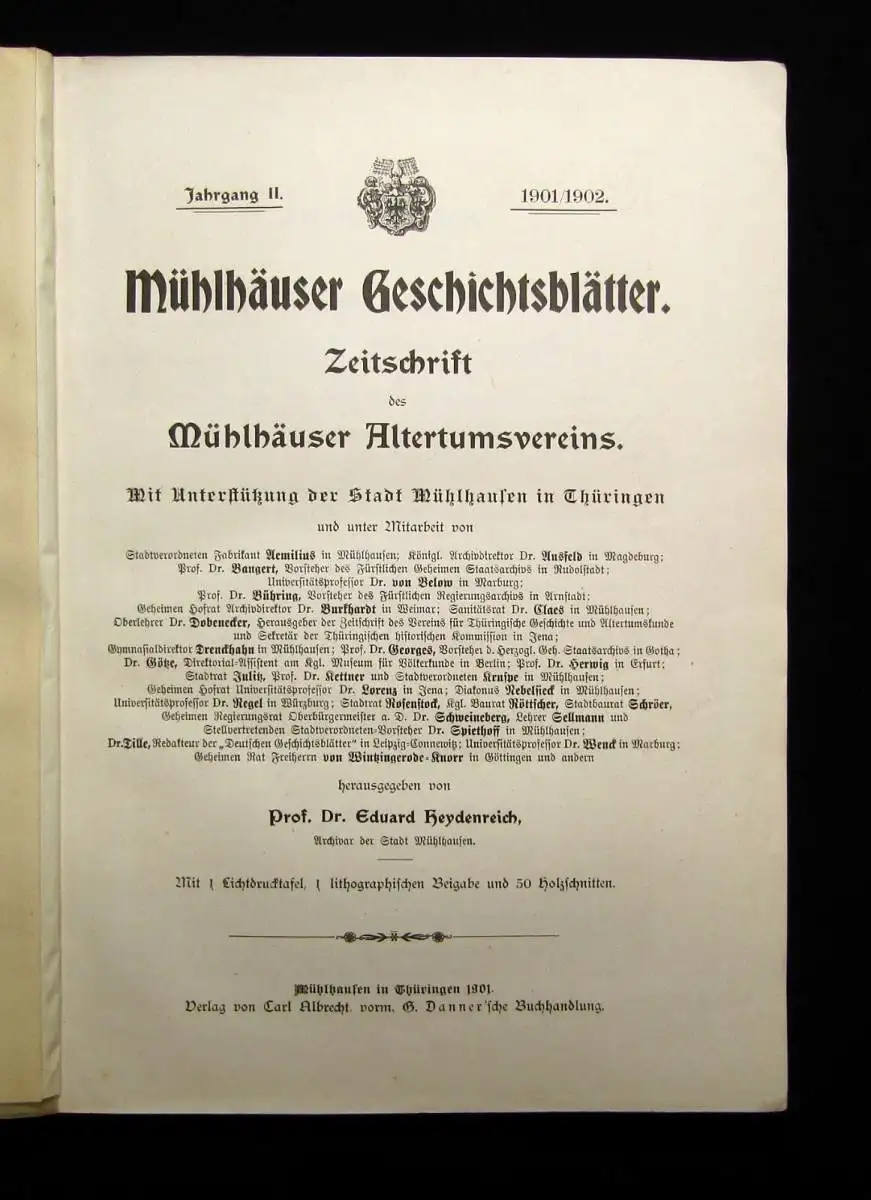 Jahrgang II.
1901/1902.
Mühlhäuser Geschichtsblätter.
Zeitschrift
des
Mühlhäuser Altertumsvereins.
Mit Unterstützung der Stadt Mühlhausen in Thüringen
und unter Mitarbeit von
Stadtverordneten Fabrikant Aemilius in Mühlhausen; Königl. Archivdirektor Dr. Ausfeld in Magdeburg;
Prof. Dr. Bangert, Vorsteher des Fürstlichen Geheimen Staatsarchivs in Rudolstadt;
Universitätsprofessor Dr. von Below in Marburg;
Prof. Dr. Bühring, Vorsteher des Fürstlichen Regierungsarchivs in Arnstadt;
Geheimen Hofrat Archivdirektor Dr. Burkhardt in Weimar; Sanitätsrat Dr. Claes in Mühlhausen;
Oberlehrer Dr. Dobenecker, Herausgeber der Zeitschrift des Vereins für Thüringische Geschichte und Altertumskunde
und Sekretär der Thüringischen historischen Kommission in Jena;
Gymnasialdirektor Drenckhahn in Mühlhausen; Prof. Dr. Georges, Vorsteher d. Herzogl. Geh. Staatsarchivs in Gotha;
Dr. Götze, Direktorial-Assistent am Kgl. Museum für Völkerkunde in Berlin; Prof. Dr. Herwig in Erfurt;
Stadtrat Julitz, Prof. Dr. Kettner und Stadtverordneten Kruspe in Mühlhausen;
Geheimen Hofrat Universitätsprofessor Dr. Lorenz in Jena; Diakonus Nebelsieck in Mühlhausen;
Universitätsprofessor Dr. Regel in Würzburg; Stadtrat Rosenstock, Kgl. Baurat Röttscher, Stadtbaurat Schröer,
Geheimen Regierungsrat Oberbürgermeister a. D. Dr. Schweineberg, Lehrer Sellmann und
Stellvertretenden Stadtverordneten-Vorsteher Dr. Spiethoff in Mühlhausen;
Dr. Tille, Redakteur der „Deutschen Geschichtsblätter" in Leipzig-Connewitz; Universitätsprofessor Dr. Wenck in Marburg;
Geheimen Rat Freiherrn von Wintzingerode-Knorr in Göttingen und andern
herausgegeben von
Prof. Dr. Eduard Heydenreich,
Archivar der Stadt Mühlhausen.
Mit 1 Lichtdrucktafel, 1 lithographischen Beigabe und 50 Holzschnitten.
Mühlhausen in Thüringen 1901.
Verlag von Carl Albrecht. vorm. G. Danner'sche Buchhandlung.